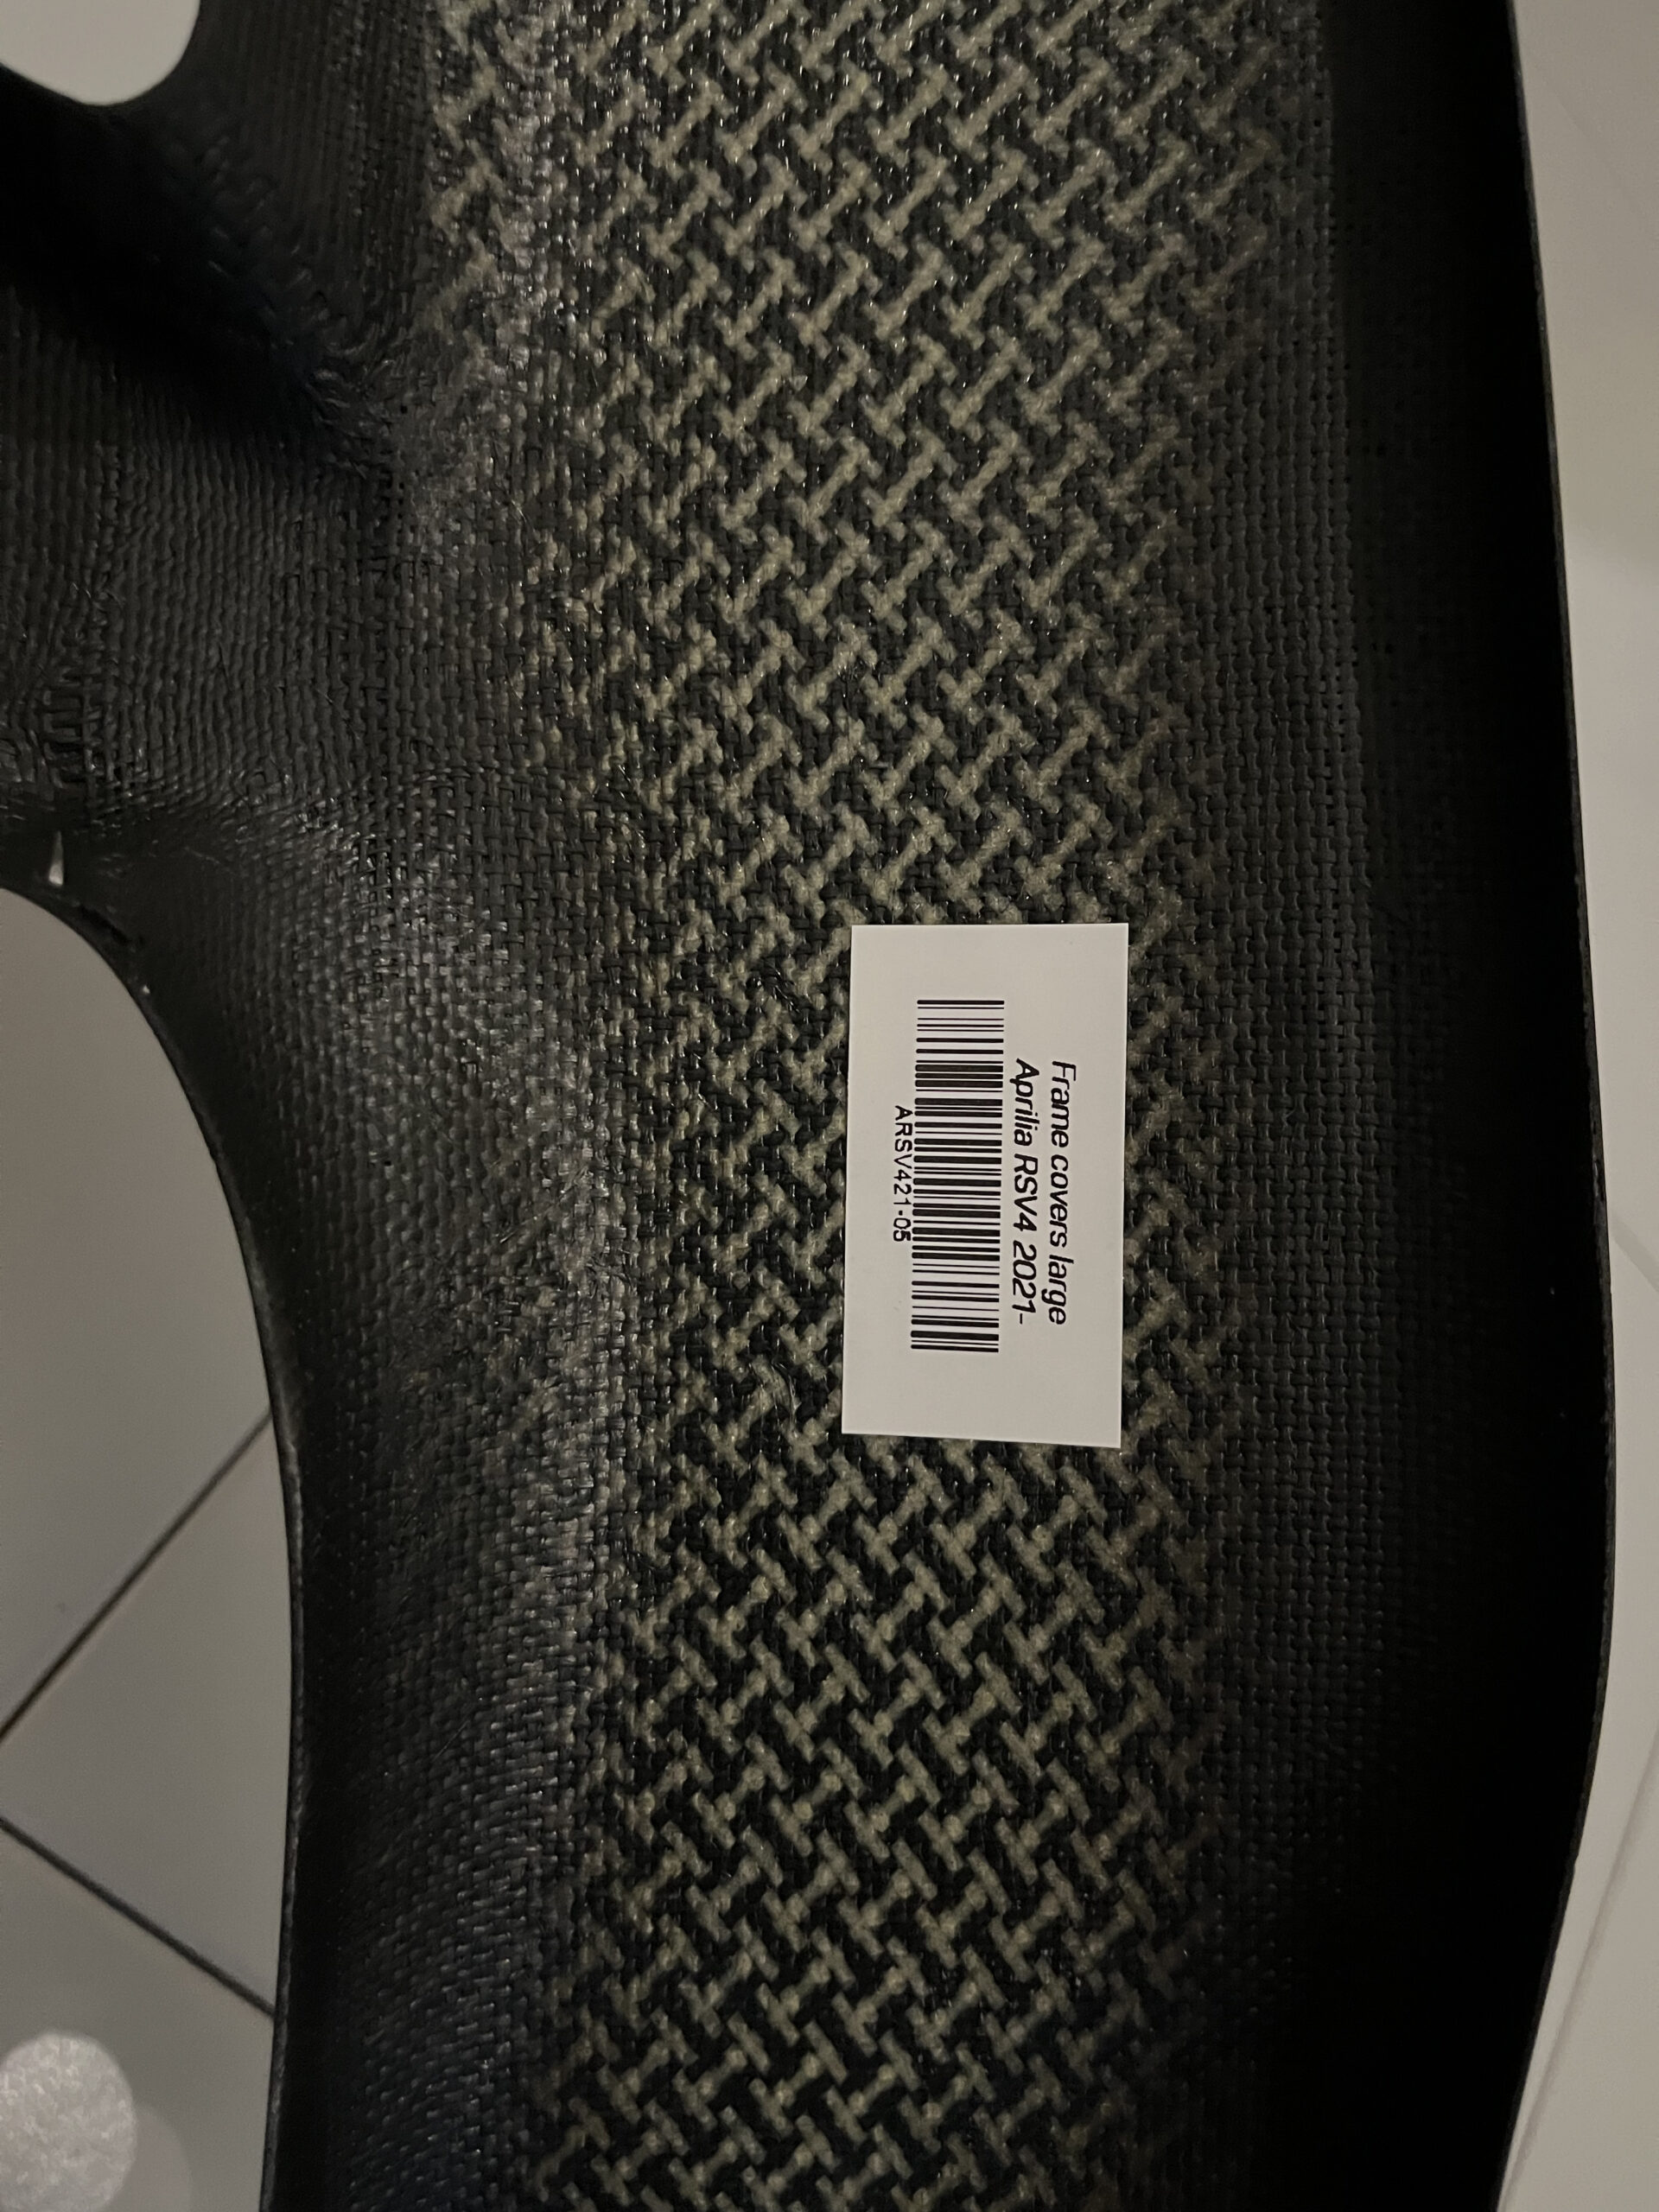 Frame covers large
Aprilia RSV4 2021-
ARSV421-05